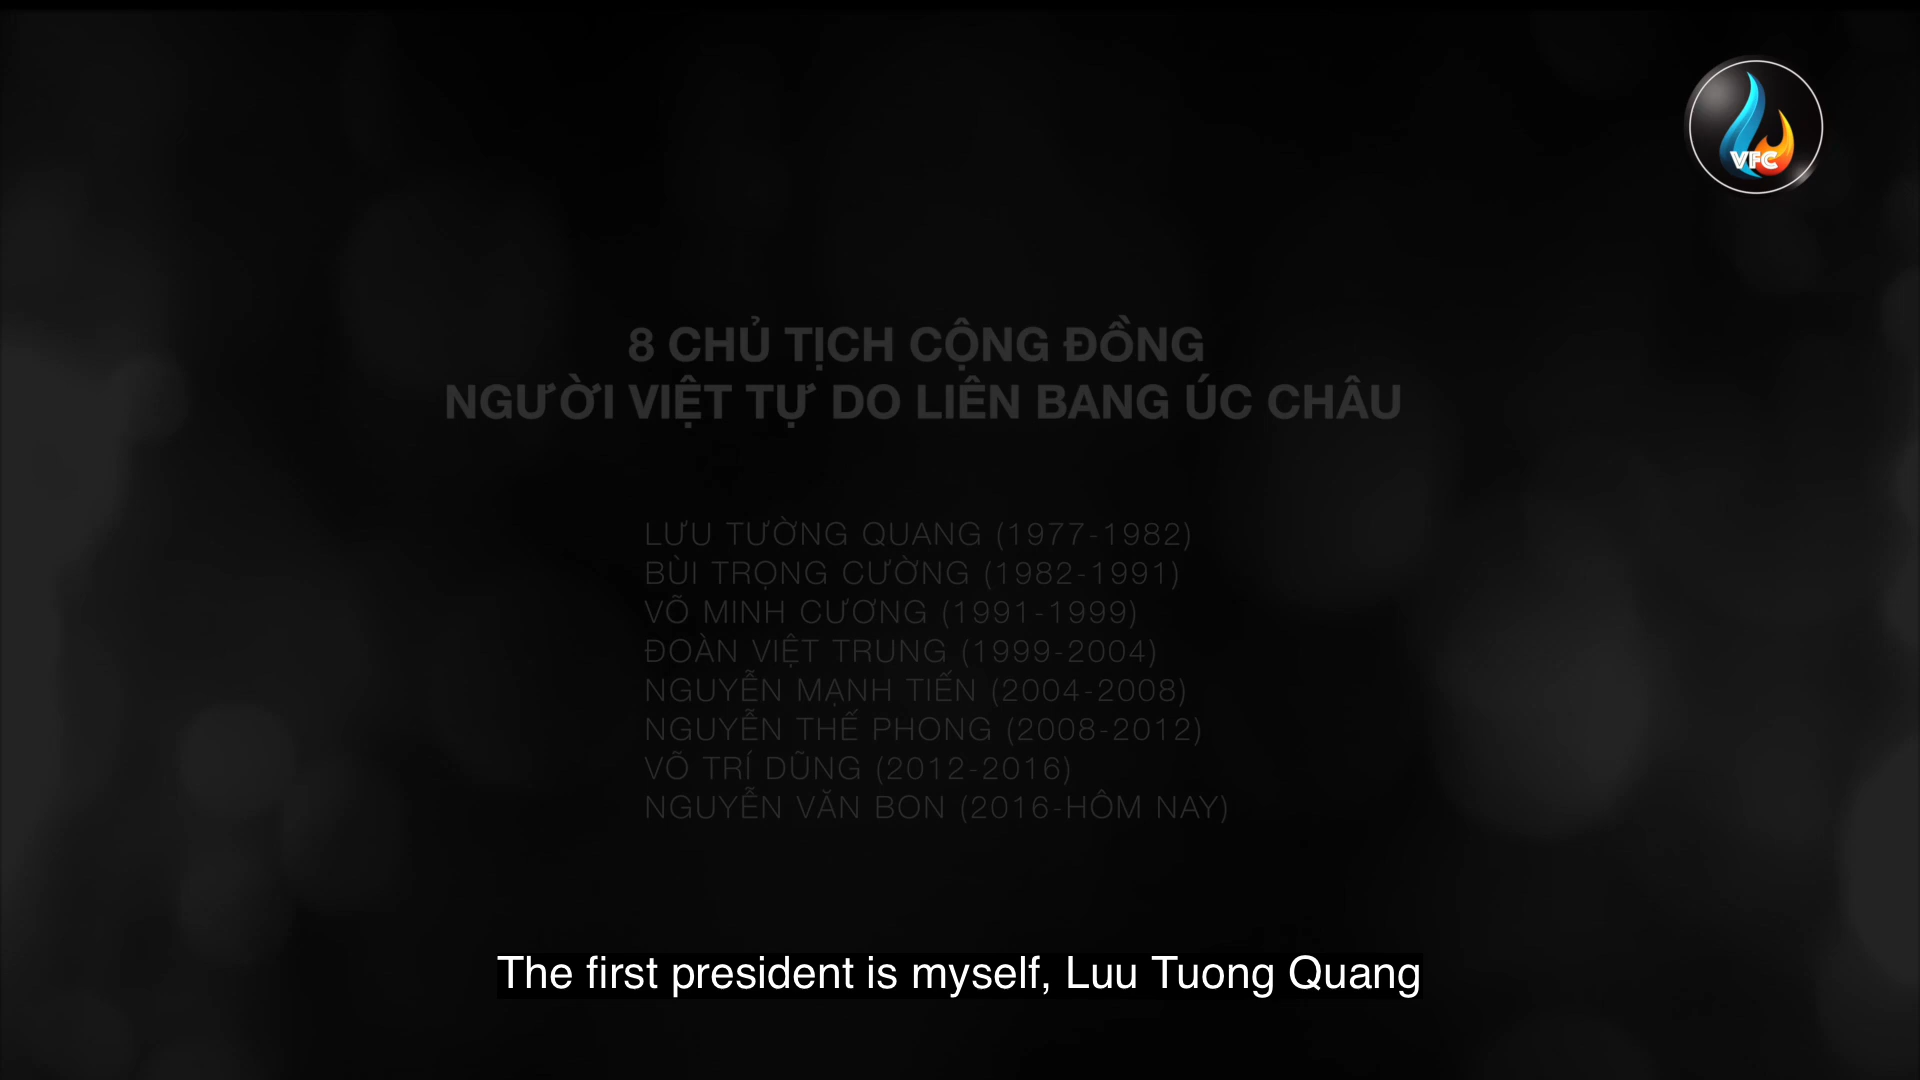 VFC
8 CHỦ TỊCH CỘNG ĐỒNG
NGƯỜI VIỆT TỰ DO LIÊN BANG ÚC CHÂU
LƯU TƯỜNG QUANG (1977-1982)
BÙI TRỌNG CƯỜNG (1982-1991)
VÕ MINH CƯƠNG (1991-1999)
ĐOÀN VIỆT TRUNG (1999-2004)
NGUYỄN MẠNH TIẾN (2004-2008)
NGUYỄN THẾ PHONG (2008-2012)
VÕ TRÍ DŨNG (2012-2016)
NGUYỄN VĂN BON (2016-HÔM NAY)
The first president is myself, Luu Tuong Quang